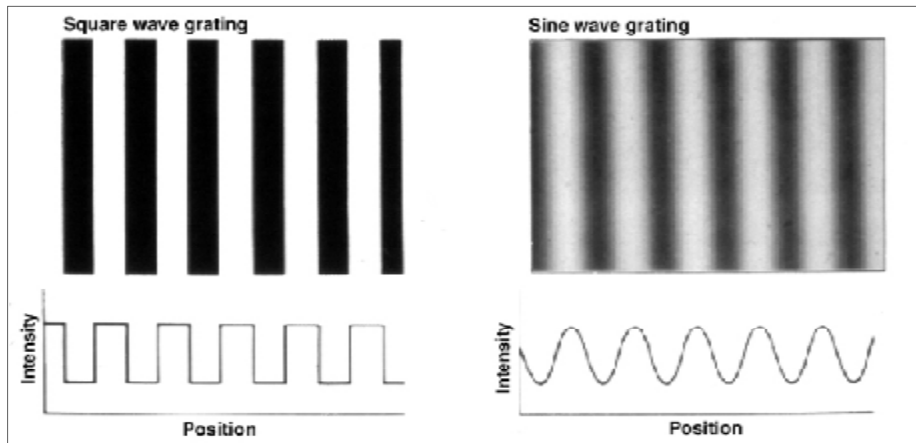 Square wave grating
Sine wave grating
Intensity
Position
Intensity
Position